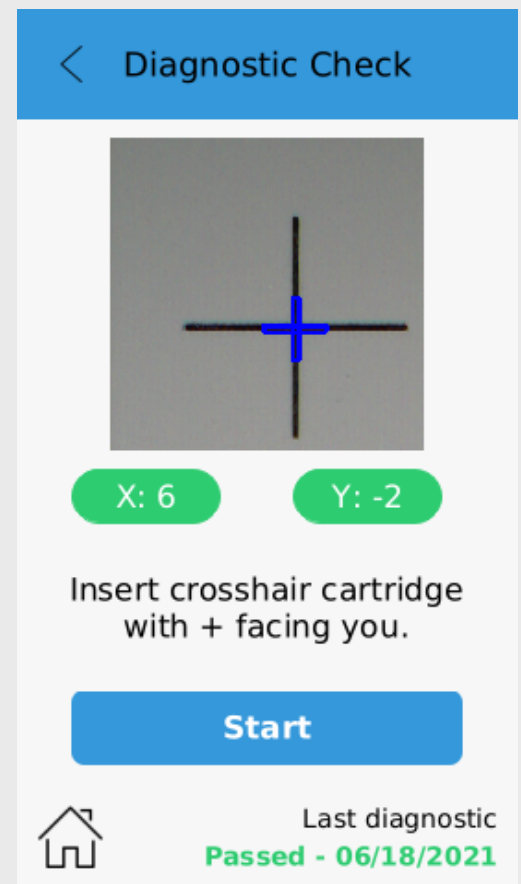 Diagnostic Check
X: 6
Y: -2
Insert crosshair cartridge
with + facing you.
Start
Last diagnostic
Passed - 06/18/2021